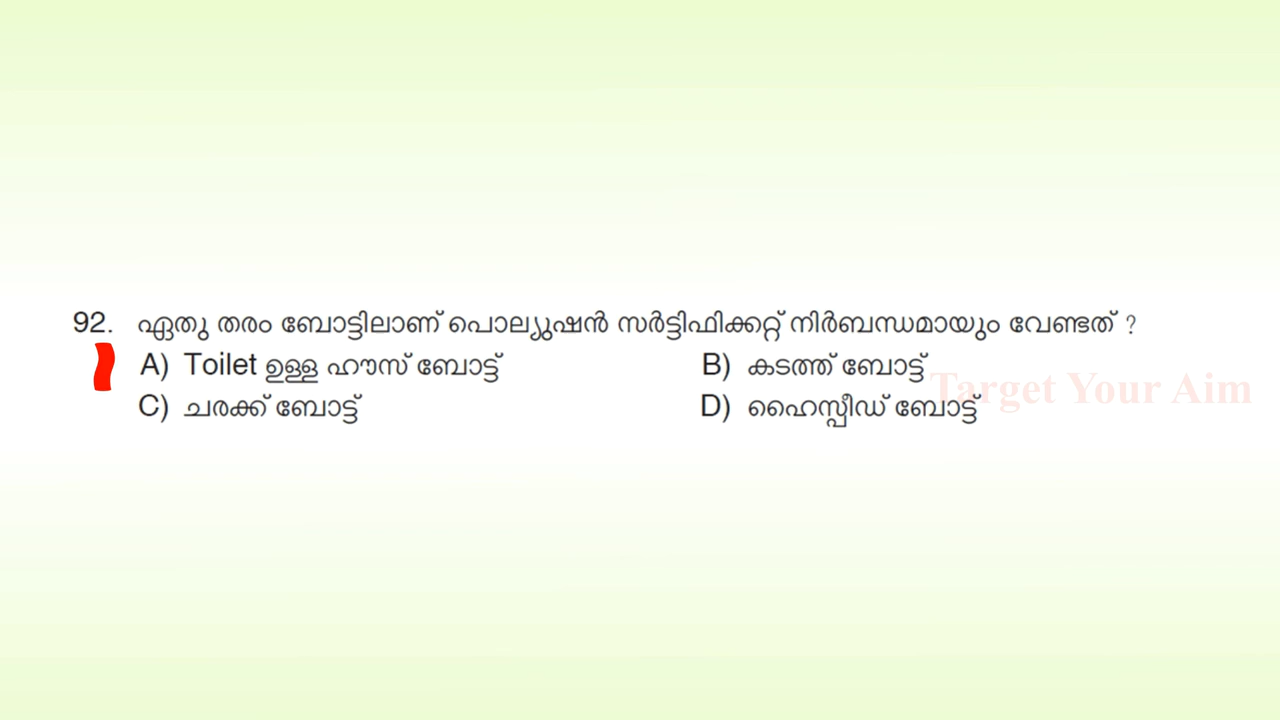 92. ഏതു തരം ബോട്ടിലാണ് പൊല്യുഷൻ സർട്ടിഫിക്കറ്റ് നിർബന്ധമായും വേണ്ടത് ?
A) Toilet ഉള്ള ഹൗസ് ബോട്ട് B) കടത്ത് ബോട്ട്
Target Your Aim
C) ചരക്ക് ബോട്ട് D) ഹൈസ്പീഡ് ബോട്ട്